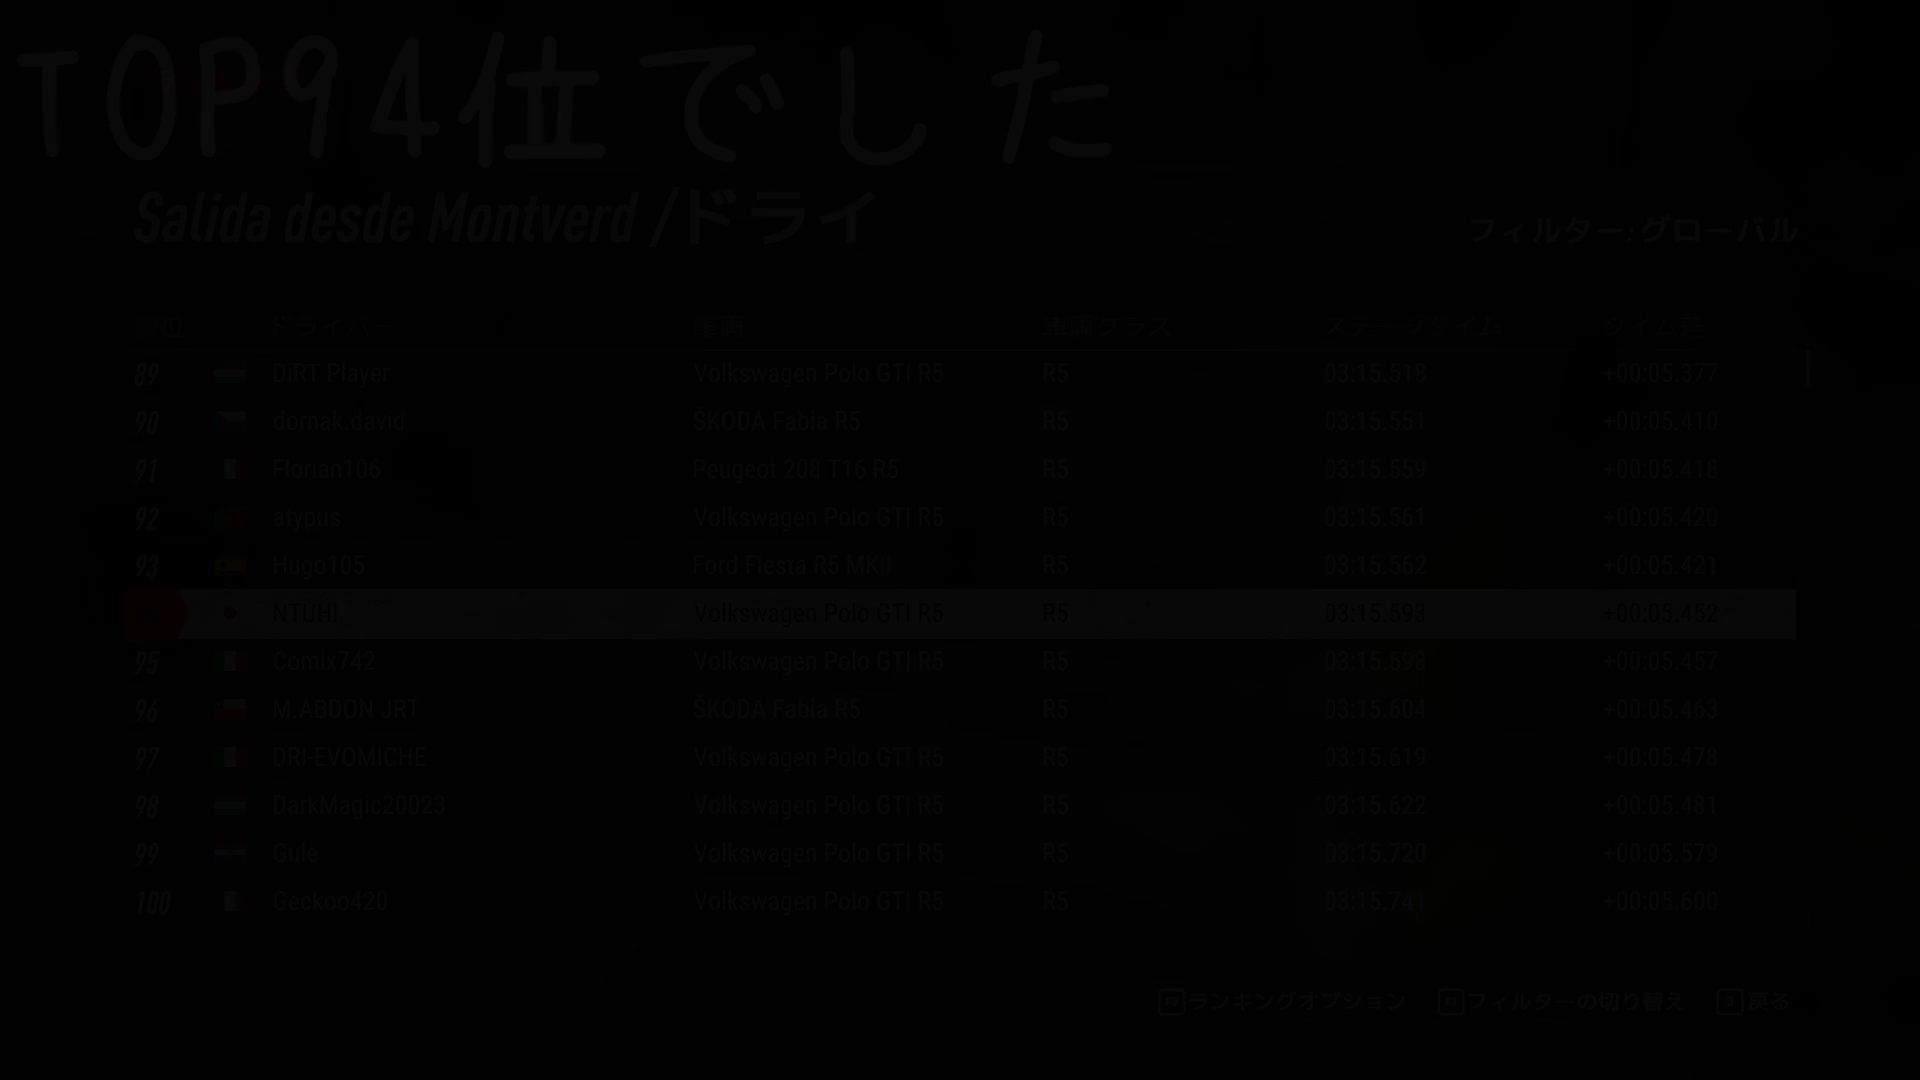 TOP94位でした
Salida desde Montverd /ドライ
フィルター:グローバル
順位 ドライバー 車両 車両クラス ステージタイム タイム差
89 DiRT Player Volkswagen Polo GTI R5 R5 03:15.518 +00:05.377
90 dornak.david ŠKODA Fabia R5 R5 03:15.551 +00:05.410
91 Florian106 Peugeot 208 T16 R5 R5 03:15.559 +00:05.418
92 atypus Volkswagen Polo GTI R5 R5 03:15.561 +00:05.420
93 Hugo105 Ford Fiesta R5 MKII R5 03:15.562 +00:05.421
NTUHI Volkswagen Polo GTI R5 R5 03:15.593 +00:05.452
95 Comix742 Volkswagen Polo GTI R5 R5 03:15.598 +00:05.457
96 M.ABDON JRT ŠKODA Fabia R5 R5 03:15.604 +00:05.463
97 DRI-EVOMICHE Volkswagen Polo GTI R5 R5 03:15.619 +00:05.478
98 DarkMagic20023 Volkswagen Polo GTI R5 R5 03:15.622 +00:05.481
99 Gule Volkswagen Polo GTI R5 R5 03:15.720 +00:05.579
100 Geckoo420 Volkswagen Polo GTI R5 R5 03:15.741 +00:05.600
ランキングオプション フィルターの切り替え 戻る